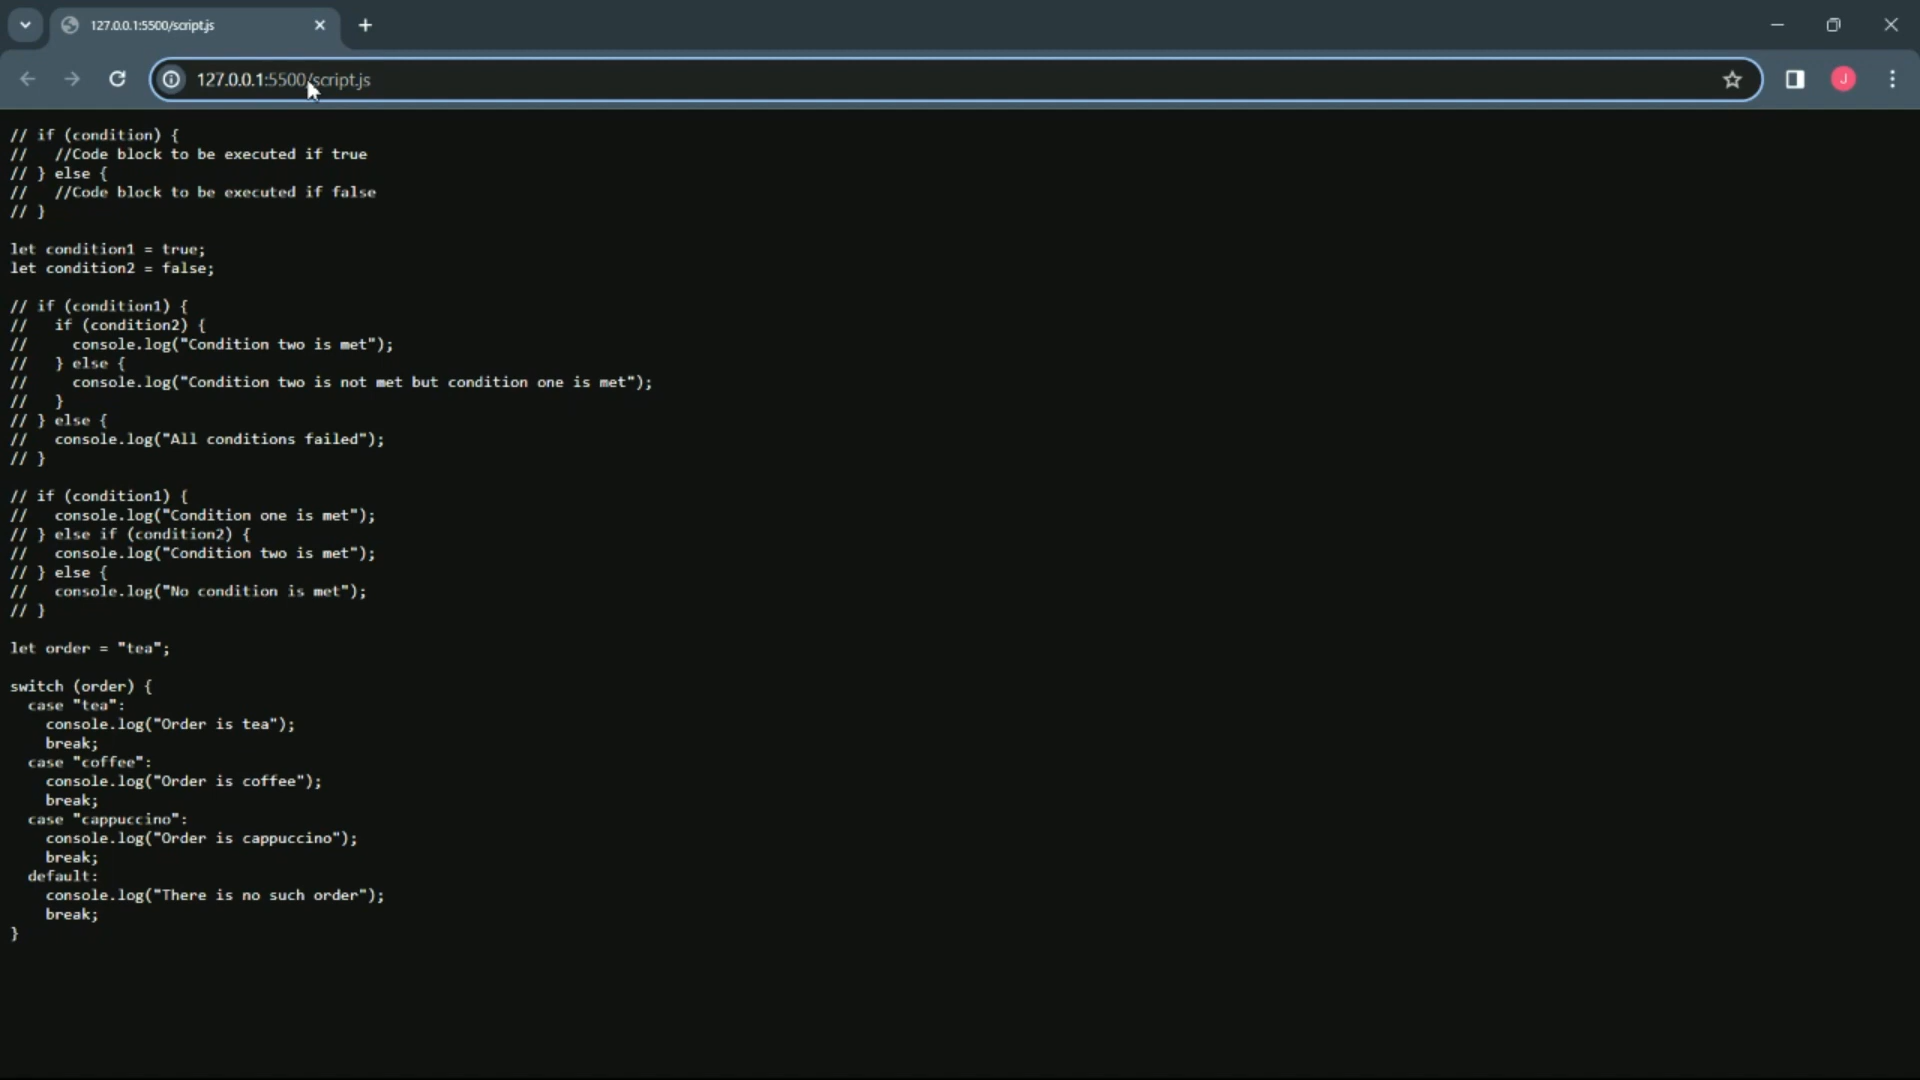 127.0.0.1:5500/script.js
127.0.0.1:5500/script.js
J
// if (condition) {
//   //Code block to be executed if true
// } else {
//   //Code block to be executed if false
// }
let condition1 = true;
let condition2 = false;
// if (condition1) {
//   if (condition2) {
//     console.log("Condition two is met");
//   } else {
//     console.log("Condition two is not met but condition one is met");
//   }
// } else {
//   console.log("All conditions failed");
// }
// if (condition1) {
//   console.log("Condition one is met");
// } else if (condition2) {
//   console.log("Condition two is met");
// } else {
//   console.log("No condition is met");
// }
let order = "tea";
switch (order) {
  case "tea":
    console.log("Order is tea");
    break;
  case "coffee":
    console.log("Order is coffee");
    break;
  case "cappuccino":
    console.log("Order is cappuccino");
    break;
  default:
    console.log("There is no such order");
    break;
}